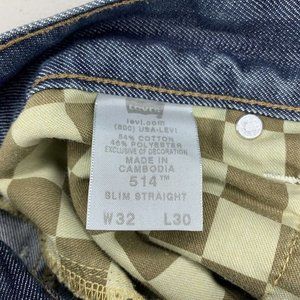 levi.com
(800) USA-LEVI
54% COTTON
46% POLYESTER
EXCLUSIVE OF DECORATION
MADE IN
CAMBODIA
514™
SLIM STRAIGHT
W32 L30